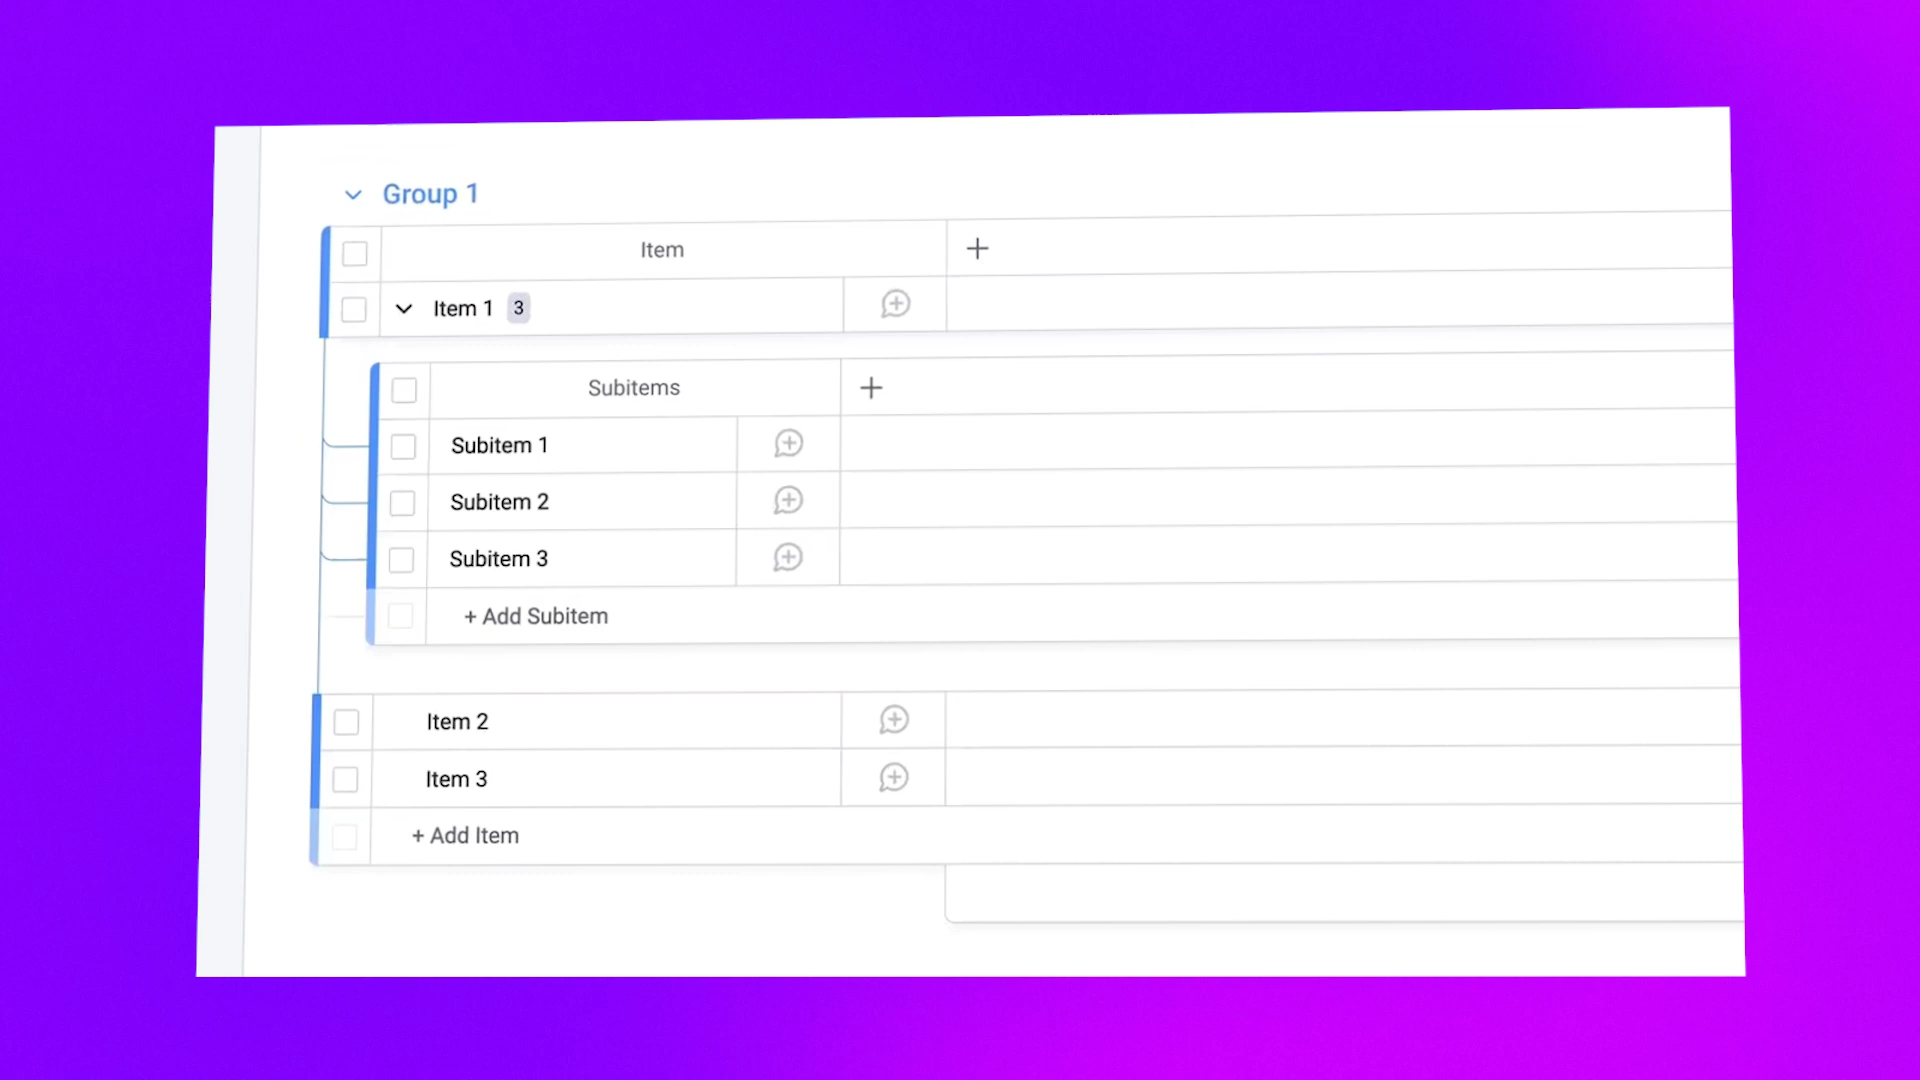 Group 1
Item
Item 1 3
Subitems
Subitem 1
Subitem 2
Subitem 3
+ Add Subitem
Item 2
Item 3
+ Add Item